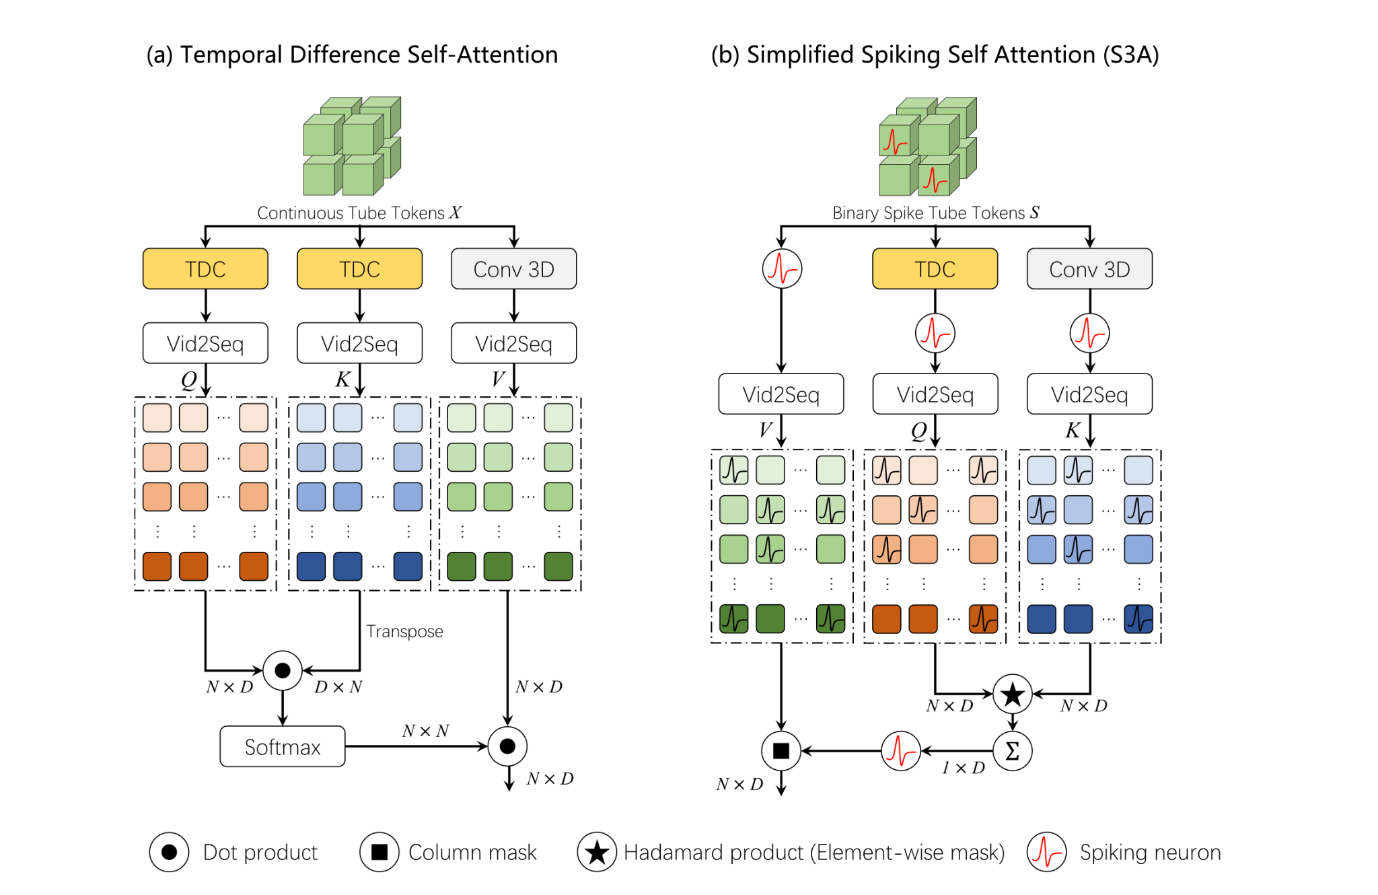 (a) Temporal Difference Self-Attention
Continuous Tube Tokens X
TDC
TDC
Conv 3D
Vid2Seq
Vid2Seq
Vid2Seq
Q
K
V
Transpose
N × D
D × N
N × D
Softmax
N × N
N × D
(b) Simplified Spiking Self Attention (S3A)
Binary Spike Tube Tokens S
TDC
Conv 3D
Vid2Seq
Vid2Seq
Vid2Seq
V
Q
K
N × D
N × D
Σ
1 × D
N × D
Dot product
Column mask
Hadamard product (Element-wise mask)
Spiking neuron